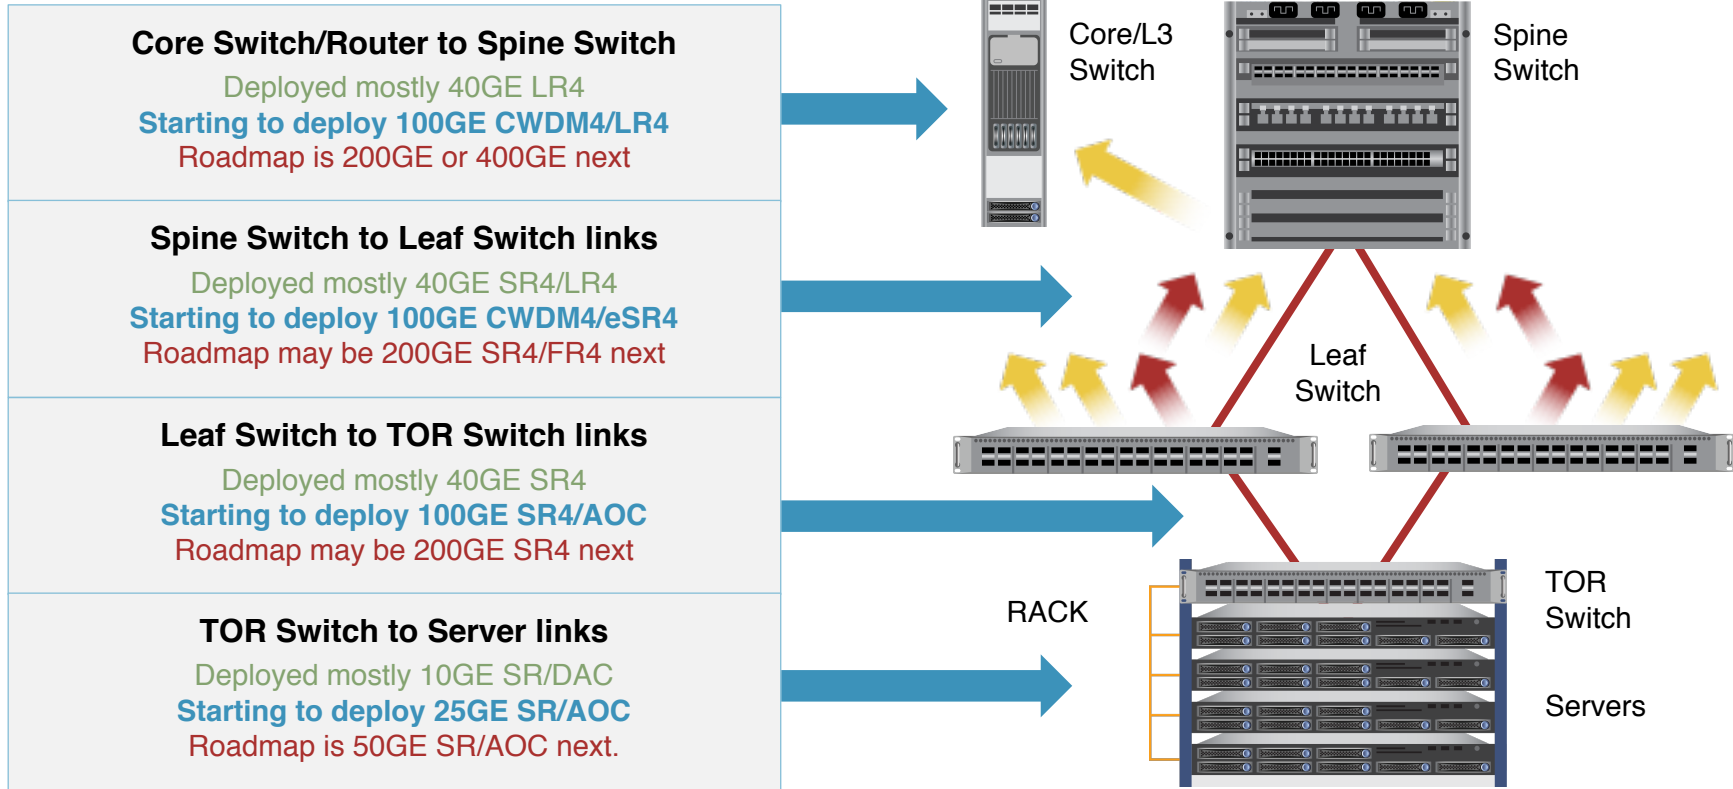 Core Switch/Router to Spine Switch
Deployed mostly 40GE LR4
Starting to deploy 100GE CWDM4/LR4
Roadmap is 200GE or 400GE next
Spine Switch to Leaf Switch links
Deployed mostly 40GE SR4/LR4
Starting to deploy 100GE CWDM4/eSR4
Roadmap may be 200GE SR4/FR4 next
Leaf Switch to TOR Switch links
Deployed mostly 40GE SR4
Starting to deploy 100GE SR4/AOC
Roadmap may be 200GE SR4 next
TOR Switch to Server links
Deployed mostly 10GE SR/DAC
Starting to deploy 25GE SR/AOC
Roadmap is 50GE SR/AOC next.
Core/L3
Switch
Spine
Switch
Leaf
Switch
RACK
TOR
Switch
Servers